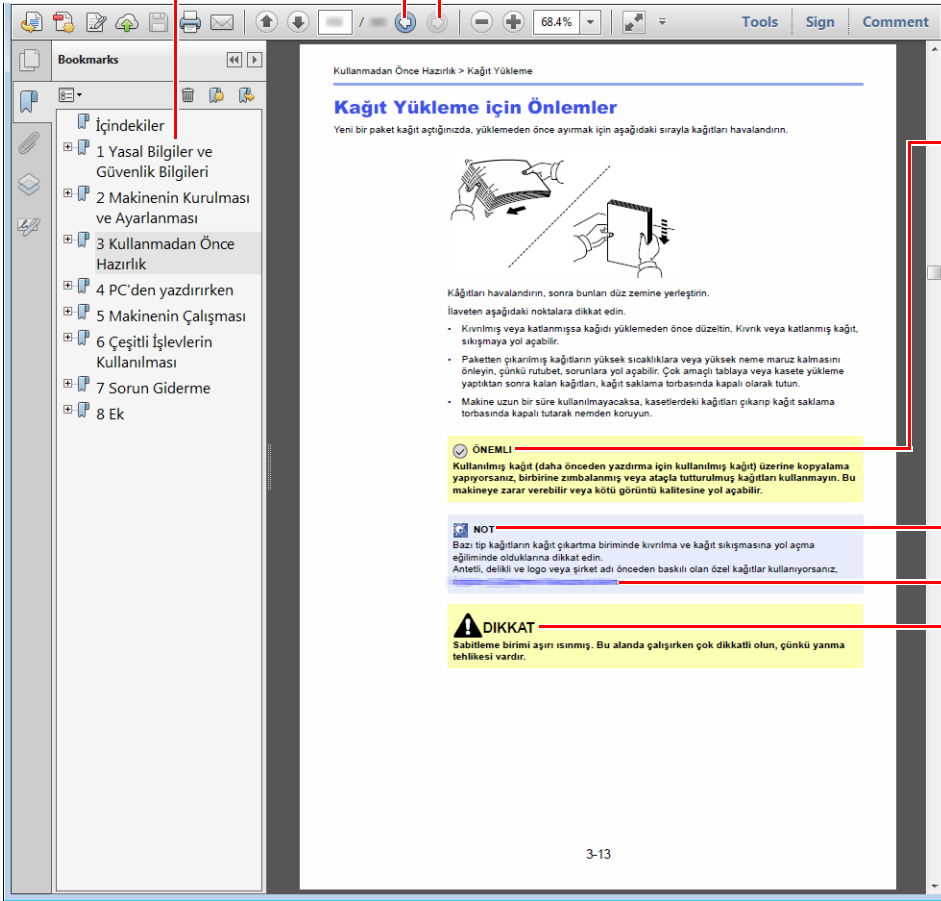 /
68.4%
Tools
Sign
Comment
Bookmarks
İçindekiler
1 Yasal Bilgiler ve
Güvenlik Bilgileri
2 Makinenin Kurulması
ve Ayarlanması
3 Kullanmadan Önce
Hazırlık
4 PC'den yazdırırken
5 Makinenin Çalışması
6 Çeşitli İşlevlerin
Kullanılması
7 Sorun Giderme
8 Ek
Kullanmadan Önce Hazırlık > Kağıt Yükleme
Kağıt Yükleme için Önlemler
Yeni bir paket kağıt açtığınızda, yüklemeden önce ayırmak için aşağıdaki sırayla kağıtları havalandırın.
Kâğıtları havalandırın, sonra bunları düz zemine yerleştirin.
İlaveten aşağıdaki noktalara dikkat edin.
• Kıvrılmış veya katlanmışsa kağıdı yüklemeden önce düzeltin. Kıvrık veya katlanmış kağıt,
sıkışmaya yol açabilir.
• Paketten çıkarılmış kağıtların yüksek sıcaklıklara veya yüksek neme maruz kalmasını
önleyin, çünkü rutubet, sorunlara yol açabilir. Çok amaçlı tablaya veya kasete yükleme
yaptıktan sonra kalan kağıtları, kağıt saklama torbasında kapalı olarak tutun.
• Makine uzun bir süre kullanılmayacaksa, kasetlerdeki kağıtları çıkarıp kağıt saklama
torbasında kapalı tutarak nemden koruyun.
ÖNEMLI
Kullanılmış kağıt (daha önceden yazdırma için kullanılmış kağıt) üzerine kopyalama
yapıyorsanız, birbirine zımbalanmış veya ataçla tutturulmuş kağıtları kullanmayın. Bu
makineye zarar verebilir veya kötü görüntü kalitesine yol açabilir.
NOT
Bazı tip kağıtların kağıt çıkartma biriminde kıvrılma ve kağıt sıkışmasına yol açma
eğiliminde olduklarına dikkat edin.
Antetli, delikli ve logo veya şirket adı önceden baskılı olan özel kağıtlar kullanıyorsanız,
DIKKAT
Sabitleme birimi aşırı ısınmış. Bu alanda çalışırken çok dikkatli olun, çünkü yanma
tehlikesi vardır.
3-13